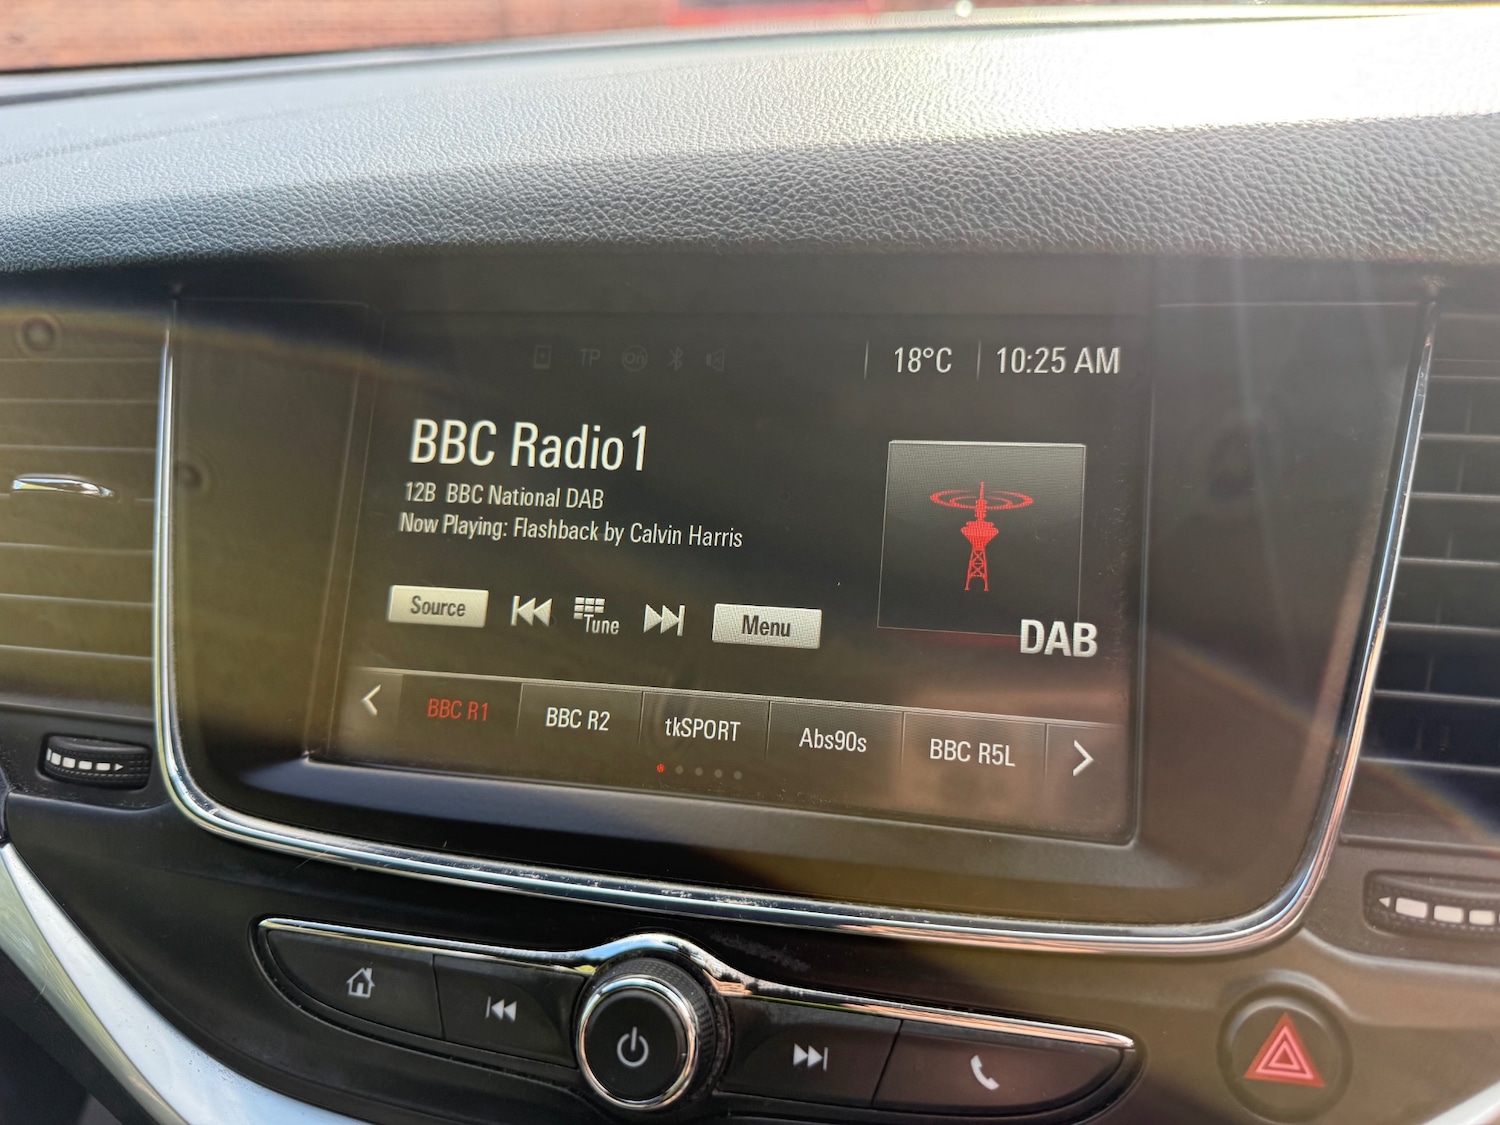 TP
18°C
10:25 AM
BBC Radio1
12B BBC National DAB
Now Playing: Flashback by Calvin Harris
Source
Tune
Menu
DAB
BBC R1
BBC R2
tkSPORT
Abs90s
BBC R5L